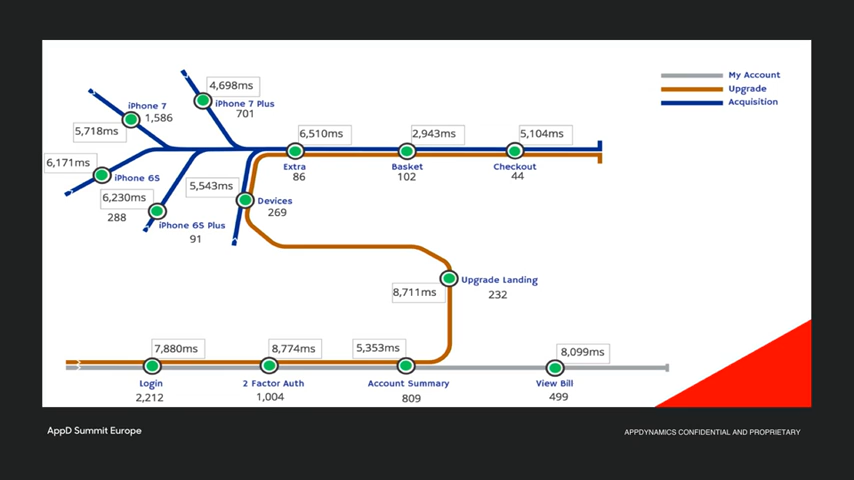 My Account
Upgrade
Acquisition
4,698ms
iPhone 7 Plus
701
iPhone 7
1,586
5,718ms
6,510ms
Extra
86
2,943ms
Basket
102
5,104ms
Checkout
44
6,171ms
iPhone 6S
6,230ms
288
iPhone 6S Plus
91
5,543ms
Devices
269
8,711ms
Upgrade Landing
232
7,880ms
Login
2,212
8,774ms
2 Factor Auth
1,004
5,353ms
Account Summary
809
8,099ms
View Bill
499
AppD Summit Europe
APPDYNAMICS CONFIDENTIAL AND PROPRIETARY